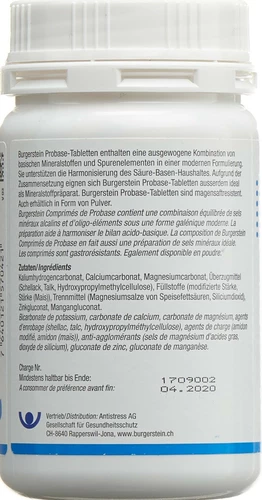 Burgerstein Probase-Tabletten enthalten eine ausgewogene Kombination von
basischen Mineralstoffen und Spurenelementen in einer modernen Formulierung.
Sie unterstützen die Harmonisierung des Säure-Basen-Haushaltes. Aufgrund der
Zusammensetzung eignen sich Burgerstein Probase-Tabletten ausserdem ideal
als Mineralstoffpräparat. Burgerstein Probase-Tabletten sind magensaftresistent.
Auch erhältlich in Form von Pulver.
Burgerstein Comprimés de Probase contient une combinaison équilibrée de sels
minéraux alcalins et d'oligo-éléments sous une forme galénique moderne. La
préparation aide à harmoniser le bilan acido-basique. La composition de Burgerstein
Comprimés de Probase en fait aussi une préparation de sels minéraux idéale.
Les comprimés sont gastrorésistants. Egalement disponible en poudre.
Zutaten/Ingrédients
Kaliumhydrogencarbonat, Calciumcarbonat, Magnesiumcarbonat, Überzugmittel
(Schellack, Talk, Hydroxypropylmethylcellulose), Füllstoffe (modifizierte Stärke,
Stärke (Mais)), Trennmittel (Magnesiumsalze von Speisefettsäuren, Siliciumdioxid),
Zinkgluconat, Mangangluconat.
Bicarbonate de potassium, carbonate de calcium, carbonate de magnésium, agents
d'enrobage (shellac, talc, hydroxypropylméthylcellulose), agents de charge (amidon
modifié, amidon (maïs)), anti-agglomérants (sels de magnésium d'acides gras,
dioxyde de silicium), gluconate de zinc, gluconate de manganèse.
Charge Nr.
Mindestens haltbar bis Ende:
A consommer de préférence avant fin:
1709002
04.2020
Vertrieb/Distribution: Antistress AG
Gesellschaft für Gesundheitsschutz
CH-8640 Rapperswil-Jona, www.burgerstein.ch
7 640121 570421